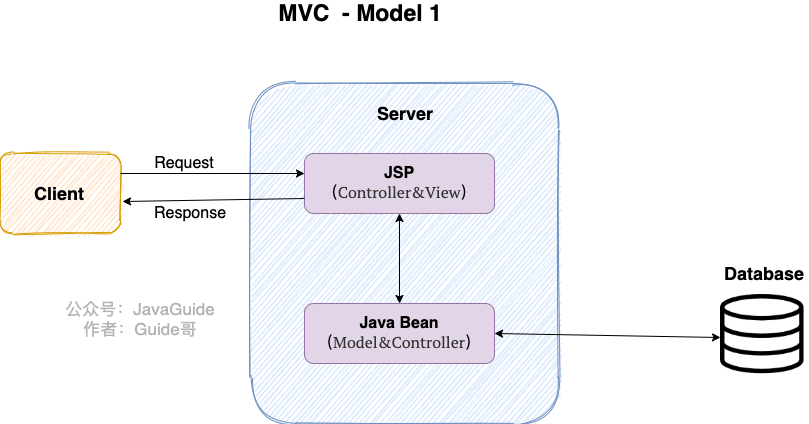 MVC - Model 1
Server
Request
JSP
（Controller&View）
Client
Response
Database
公众号：JavaGuide
作者：Guide哥
Java Bean
（Model&Controller）